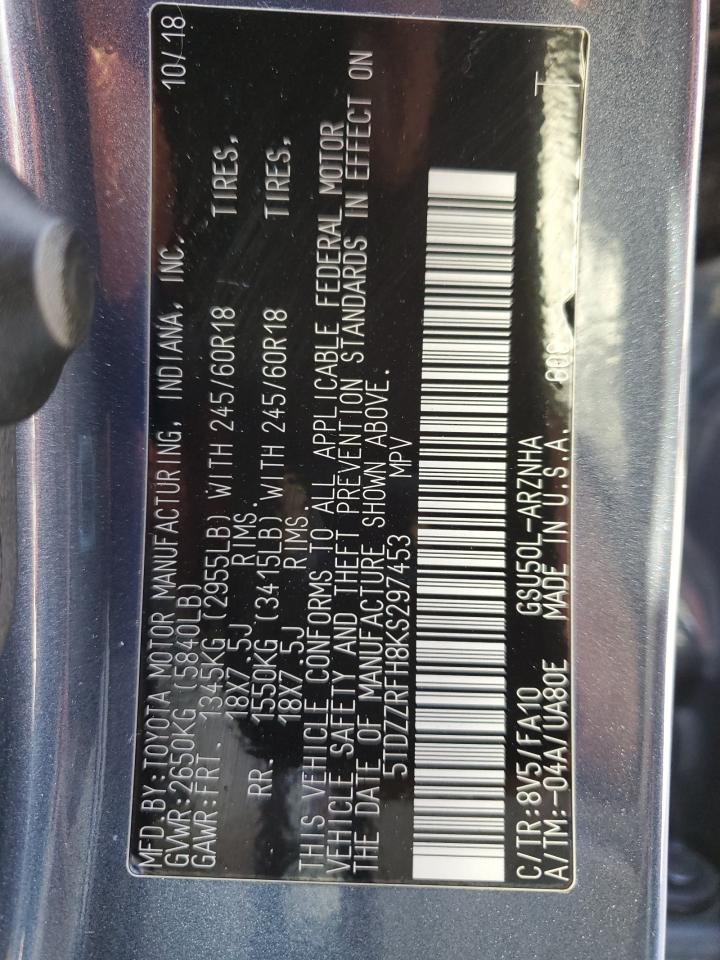 MFD.BY:TOYOTA MOTOR MANUFACTURING, INDIANA, INC. 10/18
GVWR:2650KG (5840LB)
GAWR:FRT. 1345KG (2955LB) WITH 245/60R18 TIRES,
18X7.5J RIMS.
RR. 1550KG (3415LB) WITH 245/60R18 TIRES,
18X7.5J RIMS.
THIS VEHICLE CONFORMS TO ALL APPLICABLE FEDERAL MOTOR
VEHICLE SAFETY AND THEFT PREVENTION STANDARDS IN EFFECT ON
THE DATE OF MANUFACTURE SHOWN ABOVE.
5TDZZRFH8KS297453 MPV
C/TR:8V5/FA10 GSU50L-ARZNHA T
A/TM:-04A/UA80E MADE IN U.S.A.